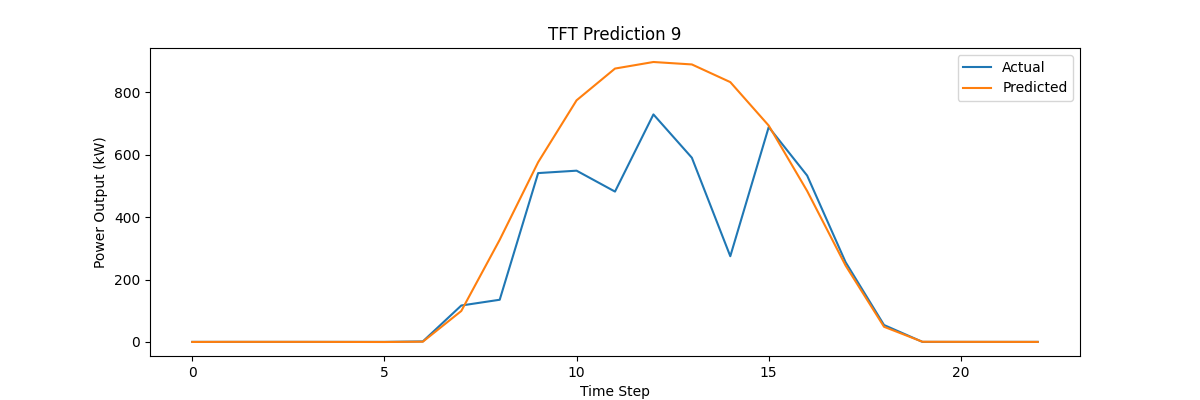 TFT Prediction 9
Actual
Predicted
Power Output (kW)
800
600
400
200
0
0 5 10 15 20
Time Step